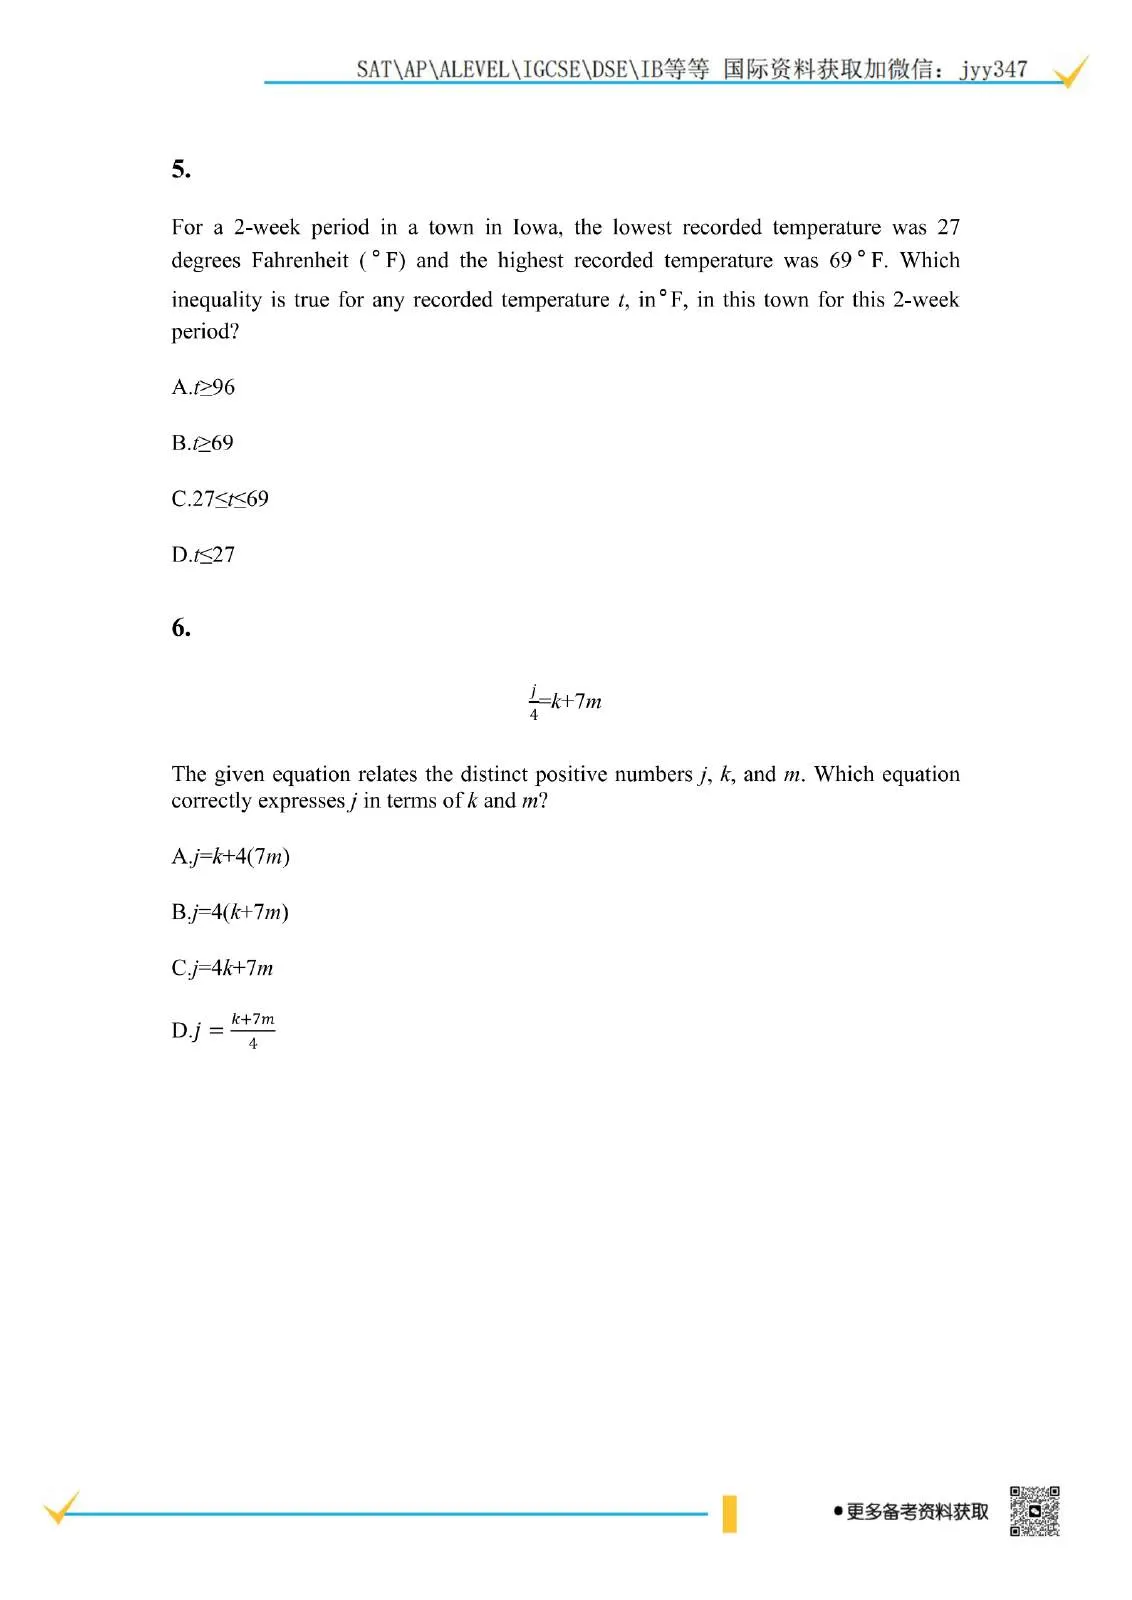 SAT\AP\ALEVEL\IGCSE\DSE\IB等等 国际资料获取加微信：jyy347
5.
For a 2-week period in a town in Iowa, the lowest recorded temperature was 27
degrees Fahrenheit (°F) and the highest recorded temperature was 69°F. Which
inequality is true for any recorded temperature t, in°F, in this town for this 2-week
period?
A.t≥96
B.t≥69
C.27≤t≤69
D.t≤27
6.
j/4=k+7m
The given equation relates the distinct positive numbers j, k, and m. Which equation
correctly expresses j in terms of k and m?
A.j=k+4(7m)
B.j=4(k+7m)
C.j=4k+7m
D.j = (k+7m)/4
•更多备考资料获取